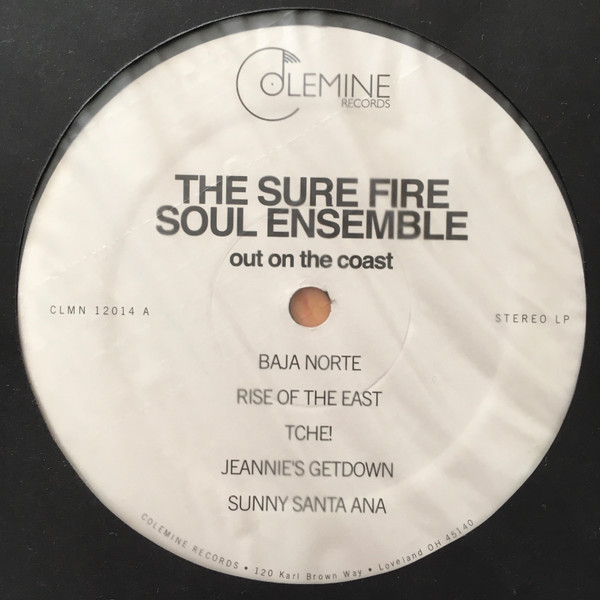 COLEMINE
RECORDS
THE SURE FIRE
SOUL ENSEMBLE
out on the coast
CLMN 12014 A
STEREO LP
BAJA NORTE
RISE OF THE EAST
TCHE!
JEANNIE'S GETDOWN
SUNNY SANTA ANA
COLEMINE RECORDS • 120 Karl Brown Way • Loveland OH 45140